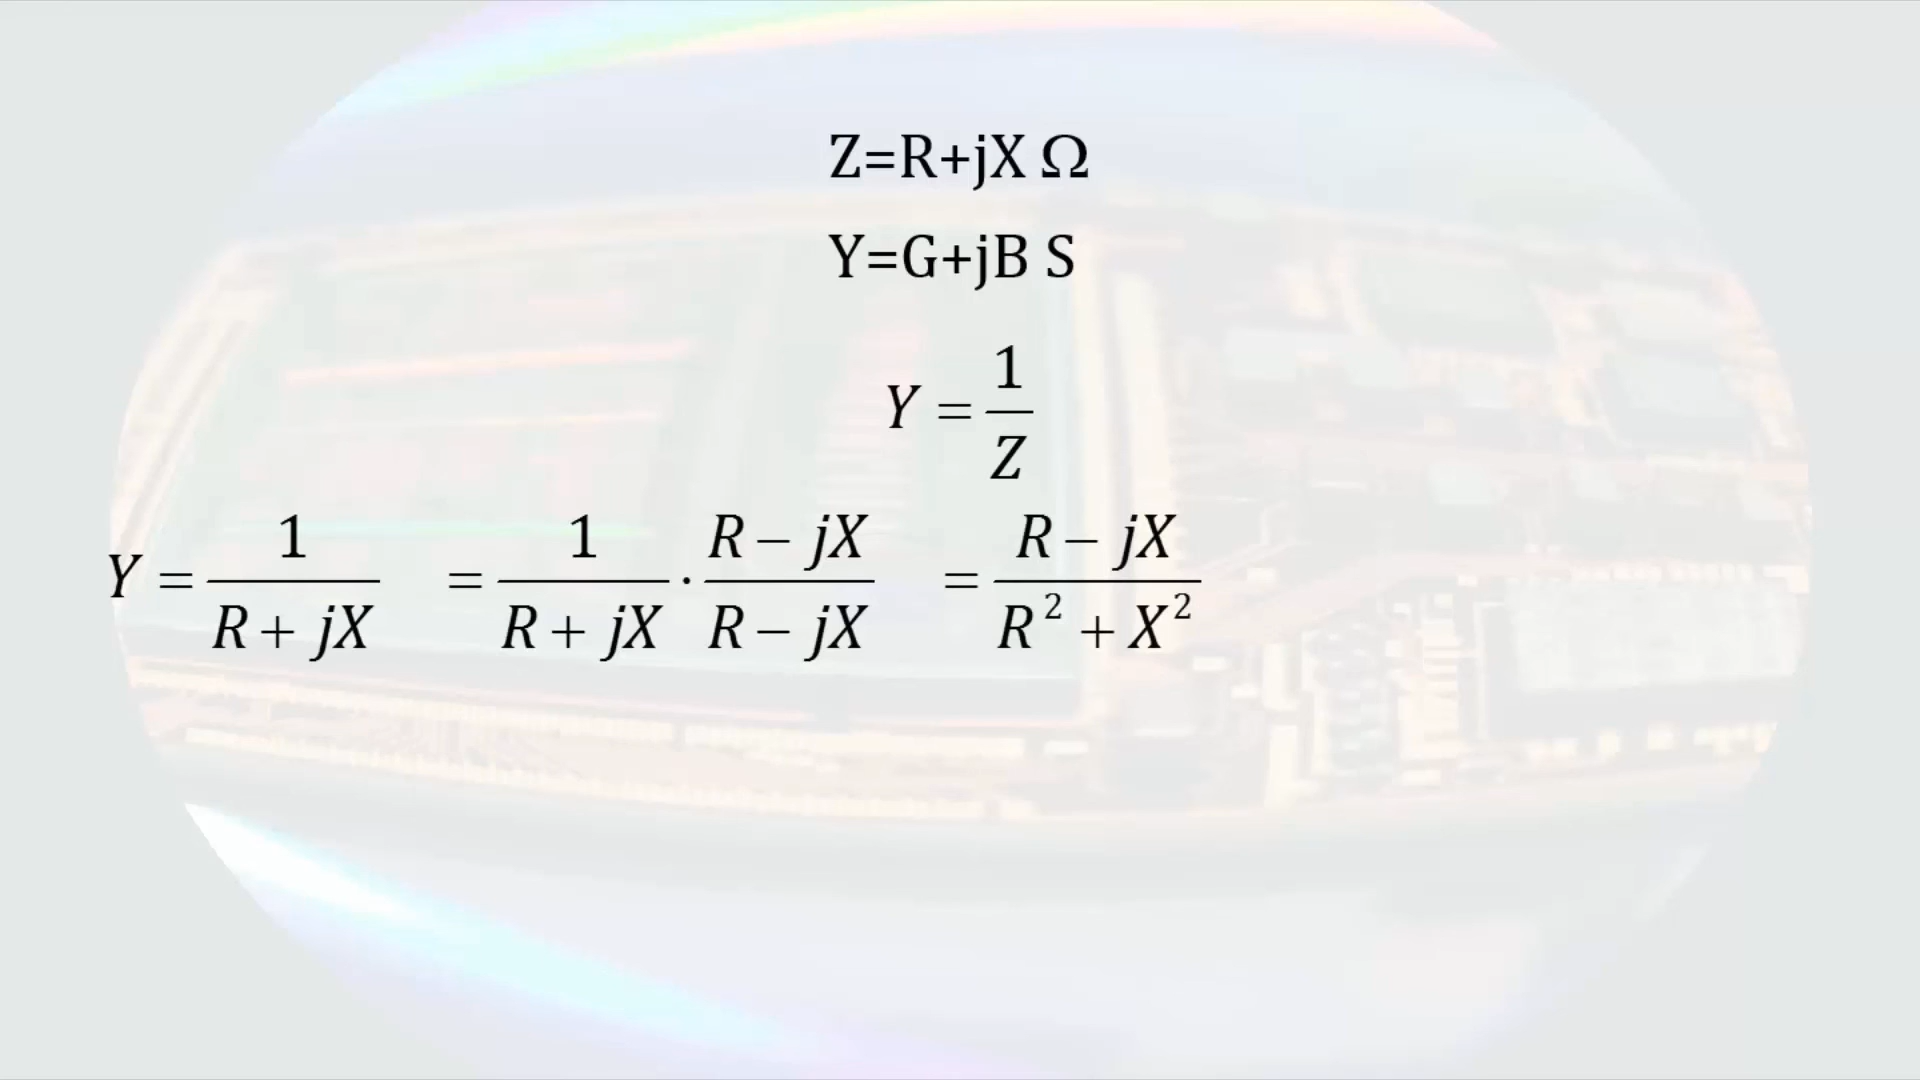 Z=R+jX Ω
Y=G+jB S
Y = 1/Z
Y = 1/(R + jX) = 1/(R + jX) · (R − jX)/(R − jX) = (R − jX)/(R² + X²)